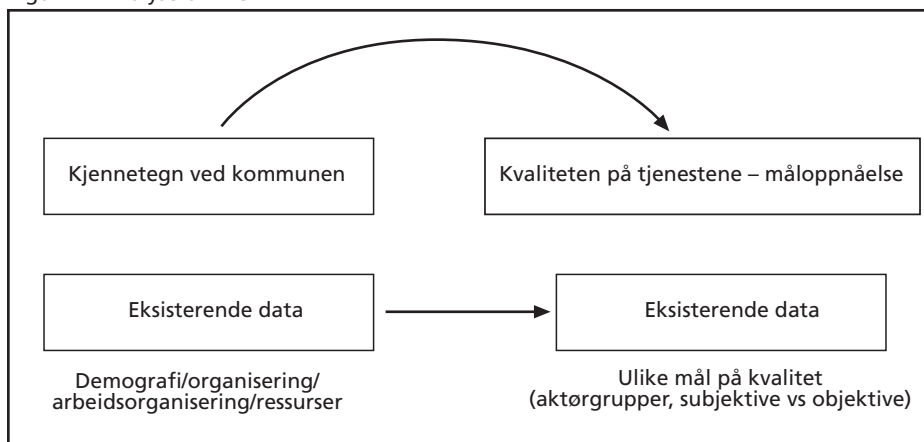 Kjennetegn ved kommunen
Kvaliteten på tjenestene – måloppnåelse
Eksisterende data
Eksisterende data
Demografi/organisering/
arbeidsorganisering/ressurser
Ulike mål på kvalitet
(aktørgrupper, subjektive vs objektive)